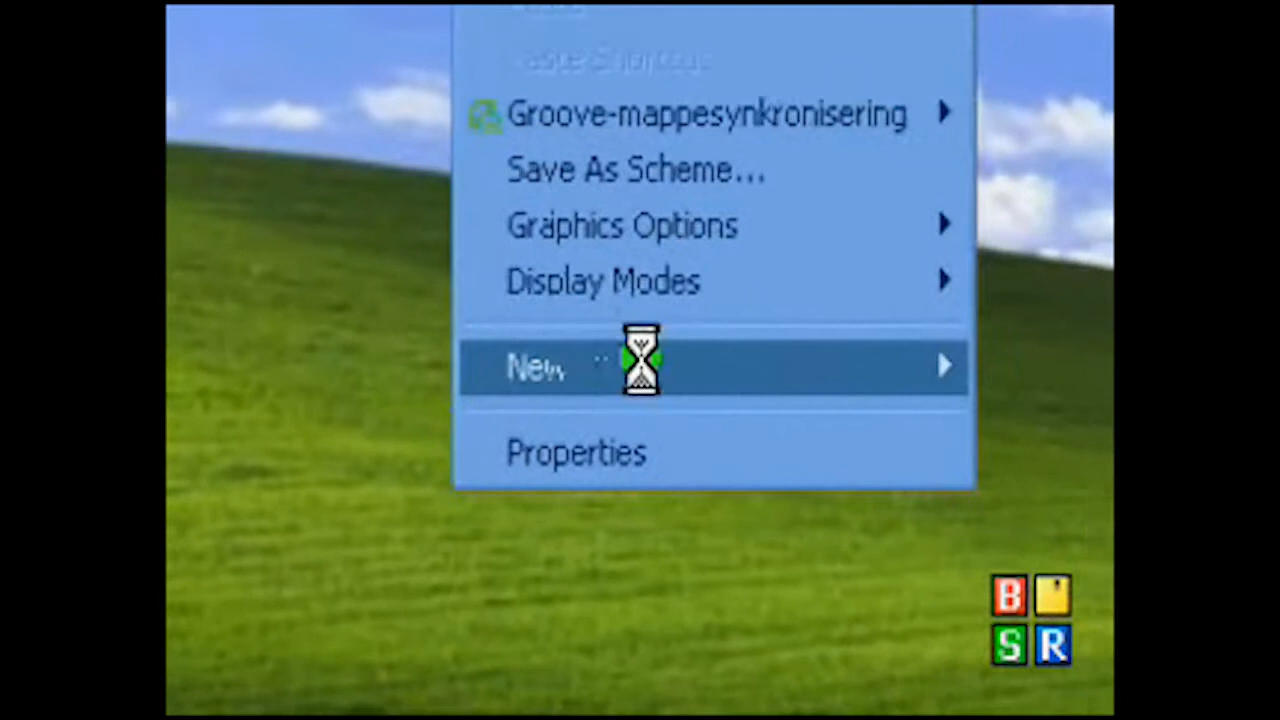 Groove-mappesynkronisering
Save As Scheme...
Graphics Options
Display Modes
New
Properties
B
S R